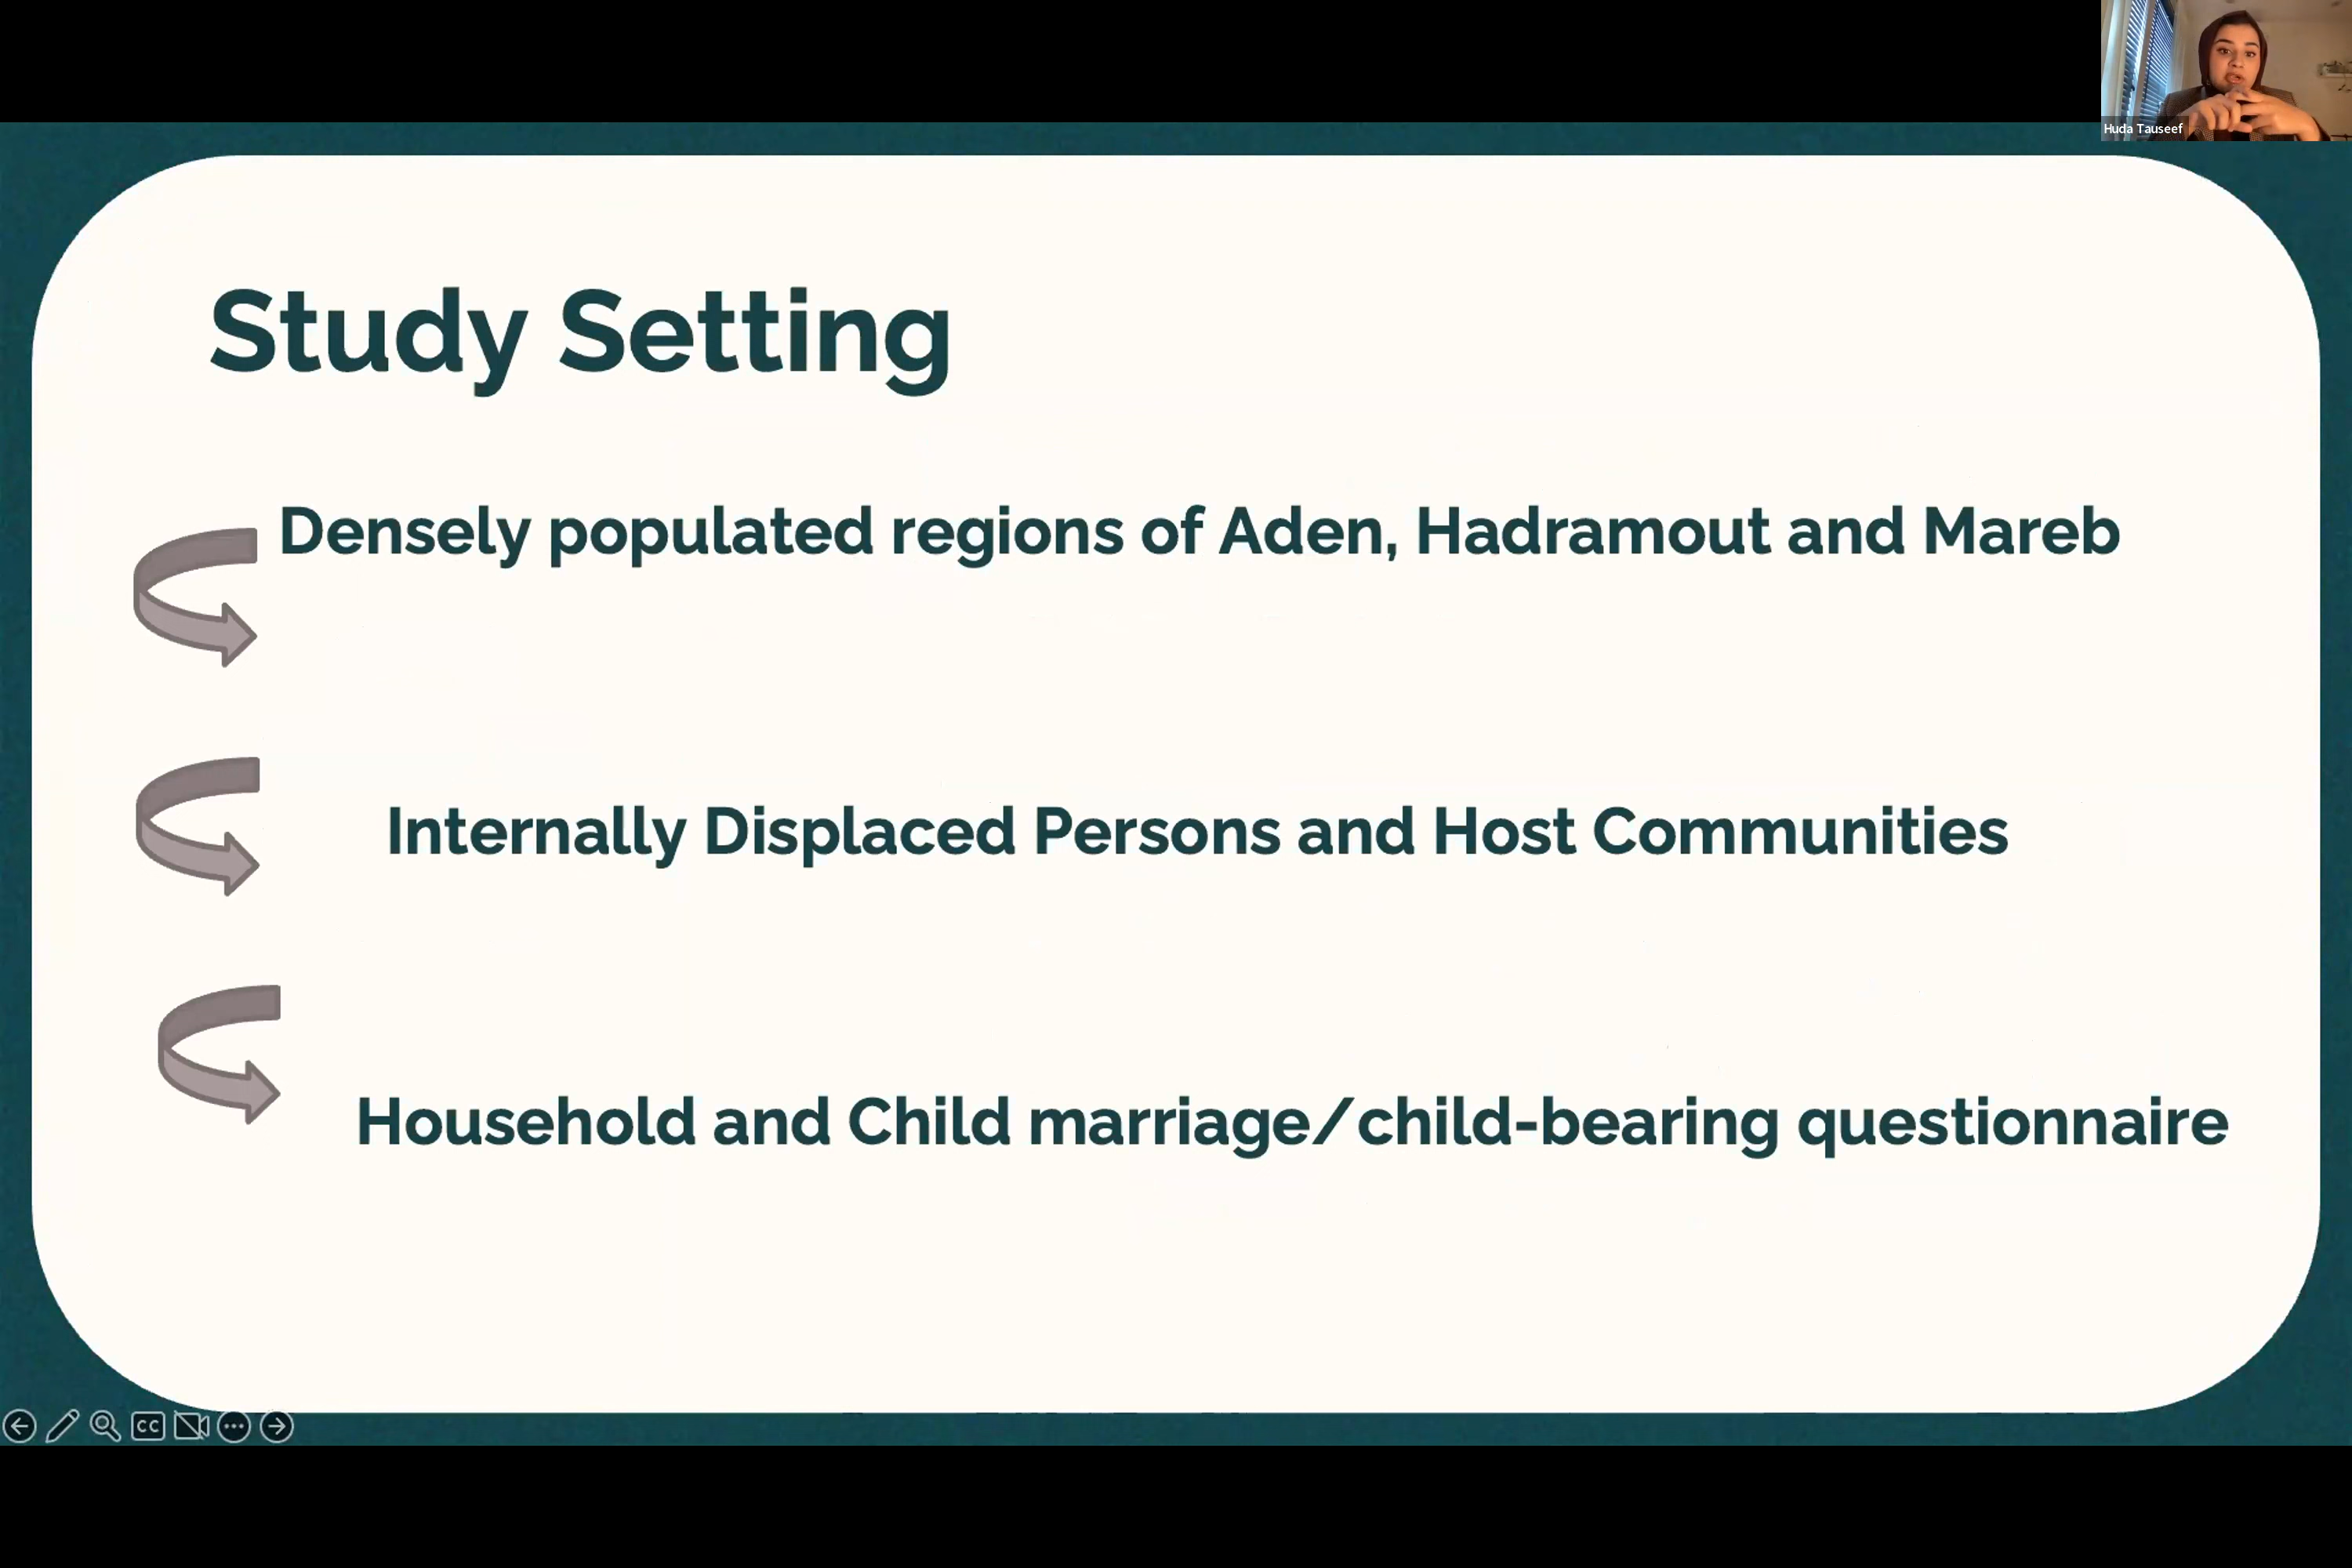 Huda Tauseef
Study Setting
Densely populated regions of Aden, Hadramout and Mareb
Internally Displaced Persons and Host Communities
Household and Child marriage/child-bearing questionnaire
CC